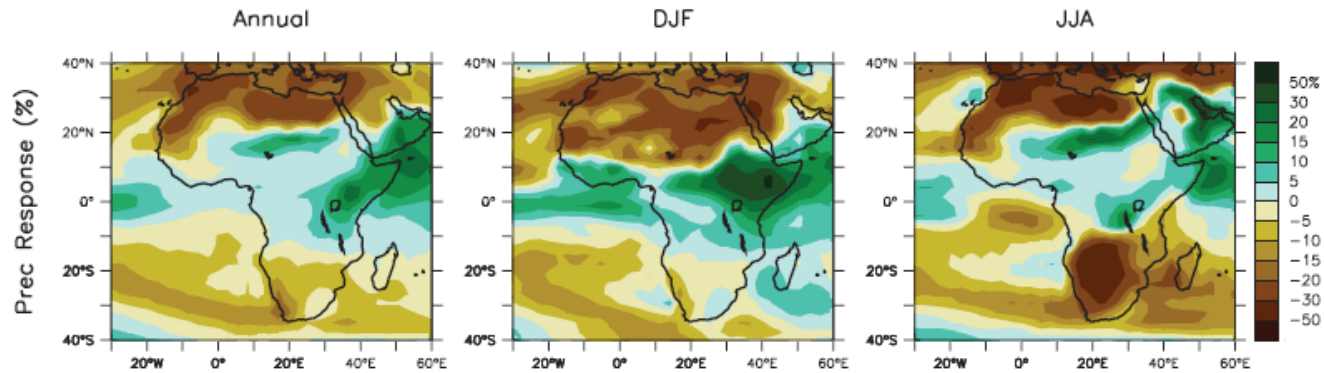 Annual DJF JJA
Prec Response (%)
40°N 40°N 40°N
20°N 20°N 20°N
0° 0° 0°
20°S 20°S 20°S
40°S 40°S 40°S
20°W 0° 20°E 40°E 60°E 20°W 0° 20°E 40°E 60°E 20°W 0° 20°E 40°E 60°E
50%
30
20
15
10
5
0
-5
-10
-15
-20
-30
-50